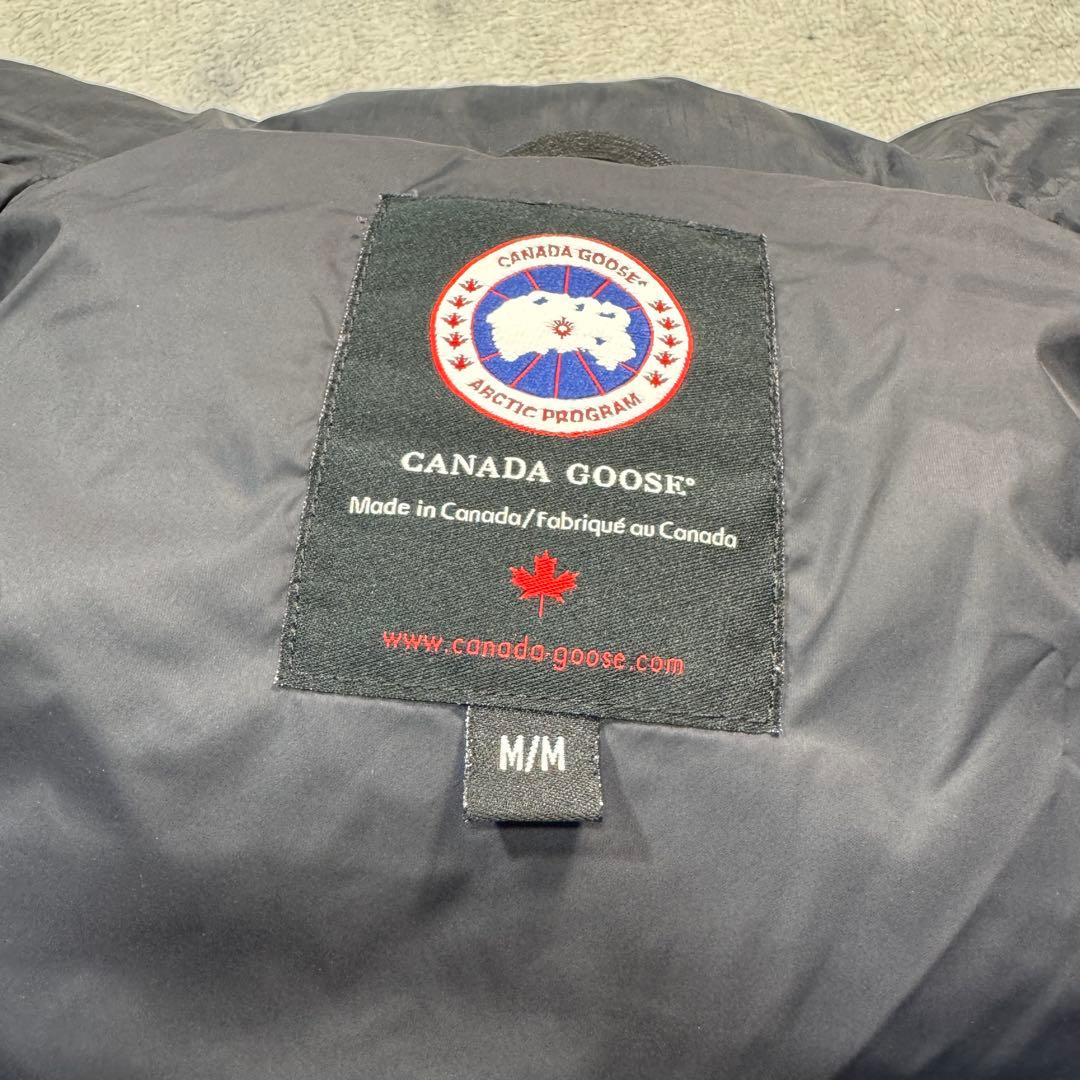 CANADA GOOSE®
ARCTIC PROGRAM
CANADA GOOSE®
Made in Canada/Fabriqué au Canada
www.canada-goose.com
M/M